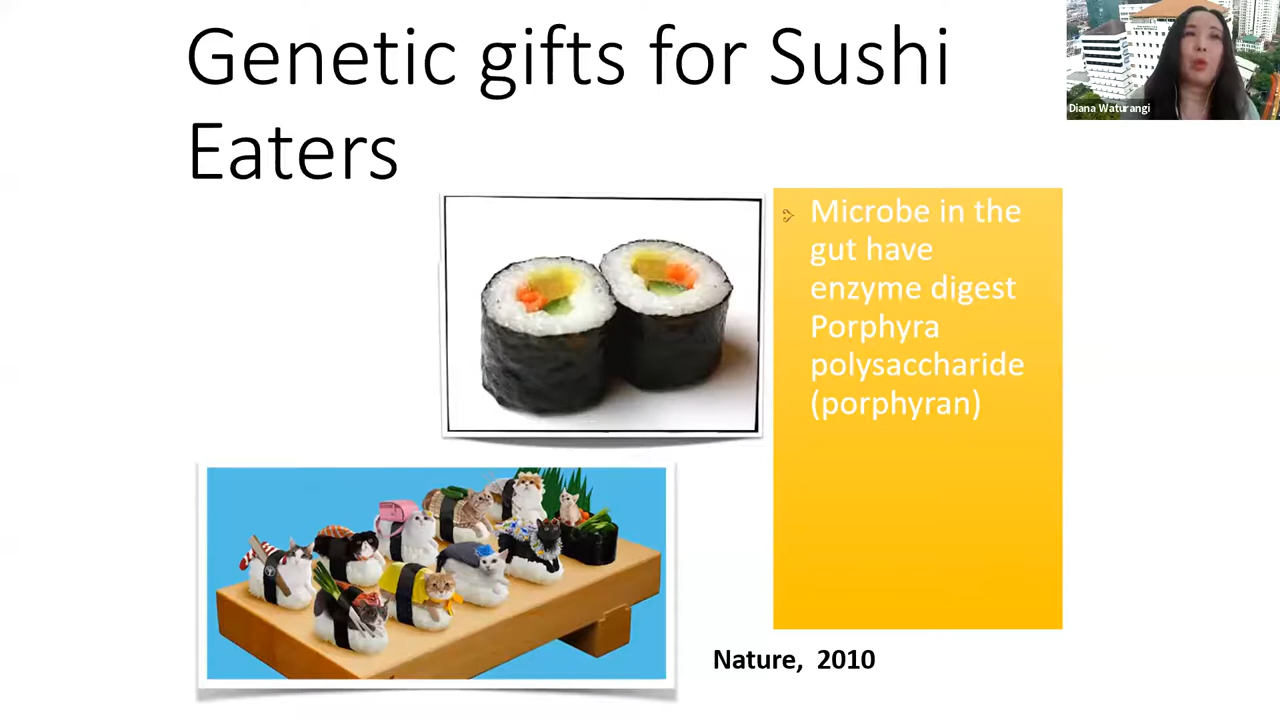 Genetic gifts for Sushi
Eaters
Diana Waturangi
Microbe in the
gut have
enzyme digest
Porphyra
polysaccharide
(porphyran)
Nature, 2010